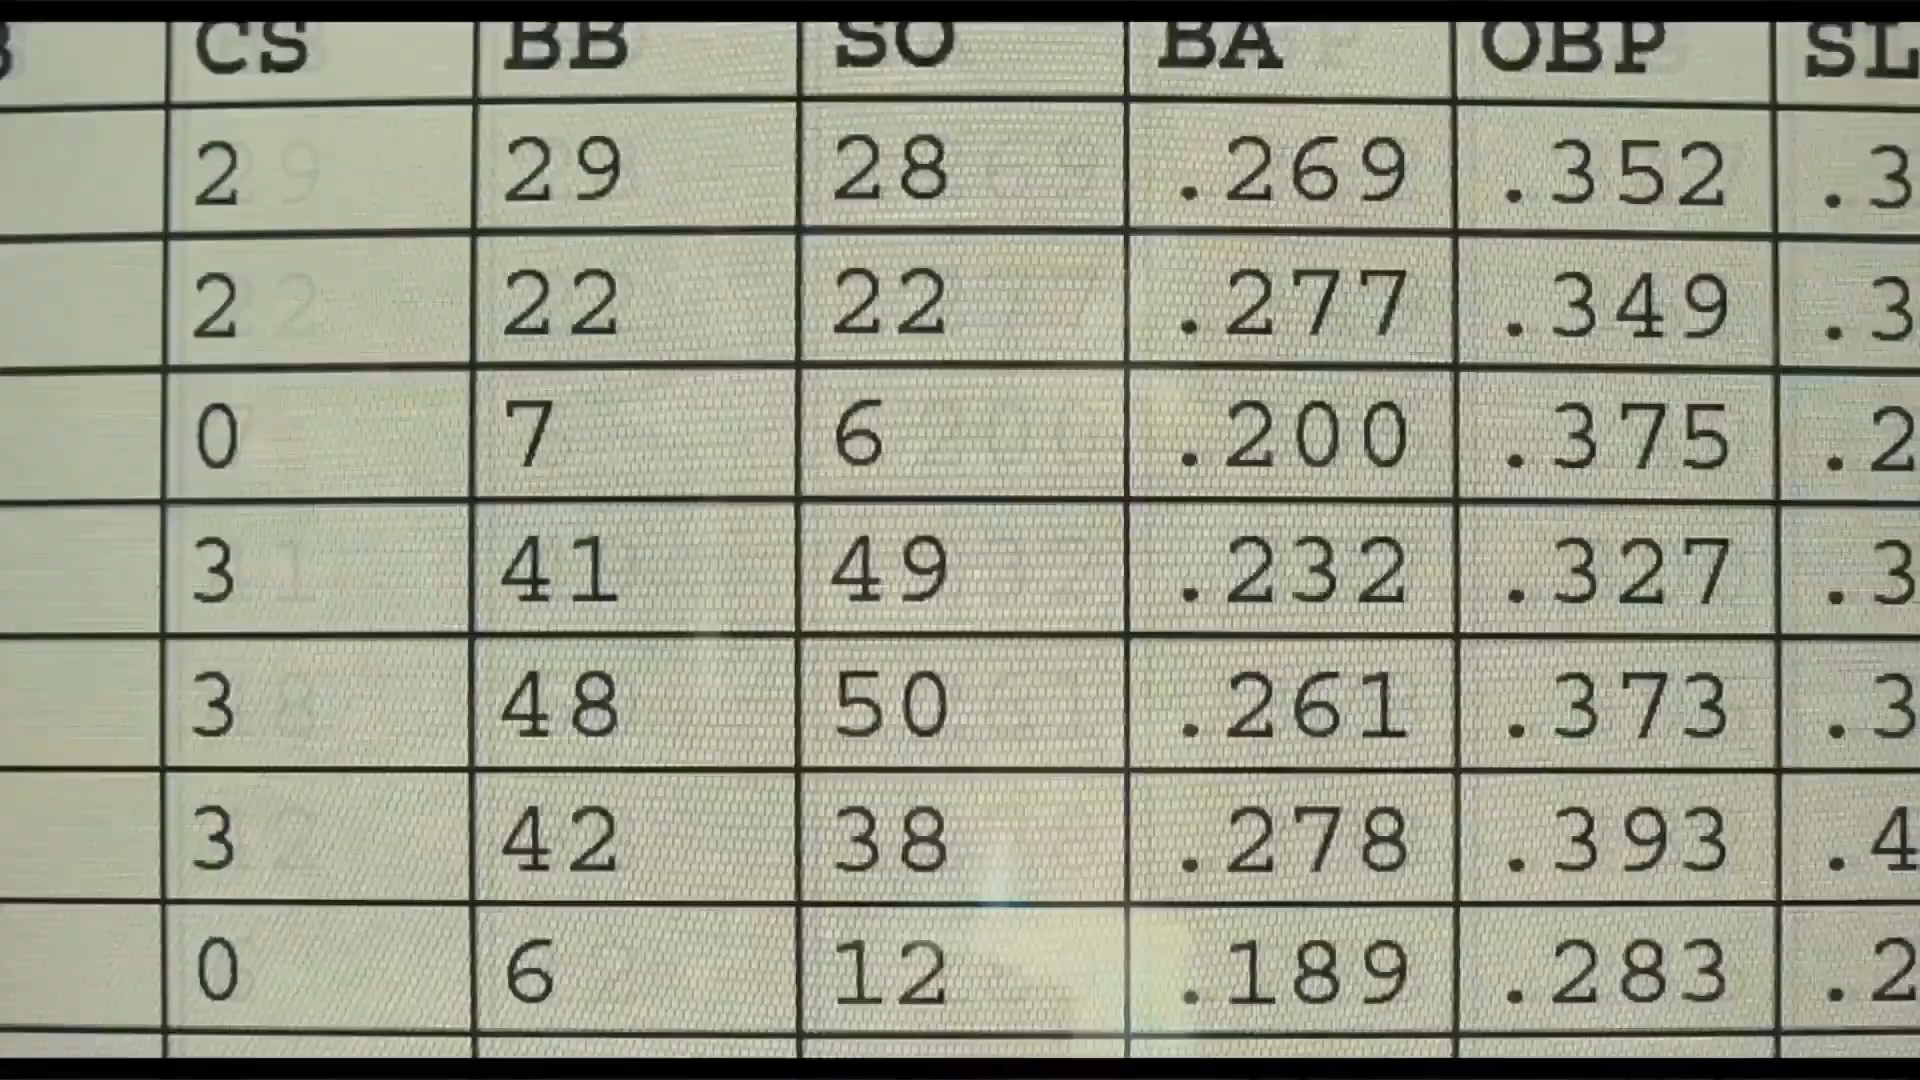 CS BB SO BA OBP SL
2 29 28 .269 .352 .3
2 22 22 .277 .349 .3
0 7 6 .200 .375 .2
3 41 49 .232 .327 .3
3 48 50 .261 .373 .3
3 42 38 .278 .393 .4
0 6 12 .189 .283 .2